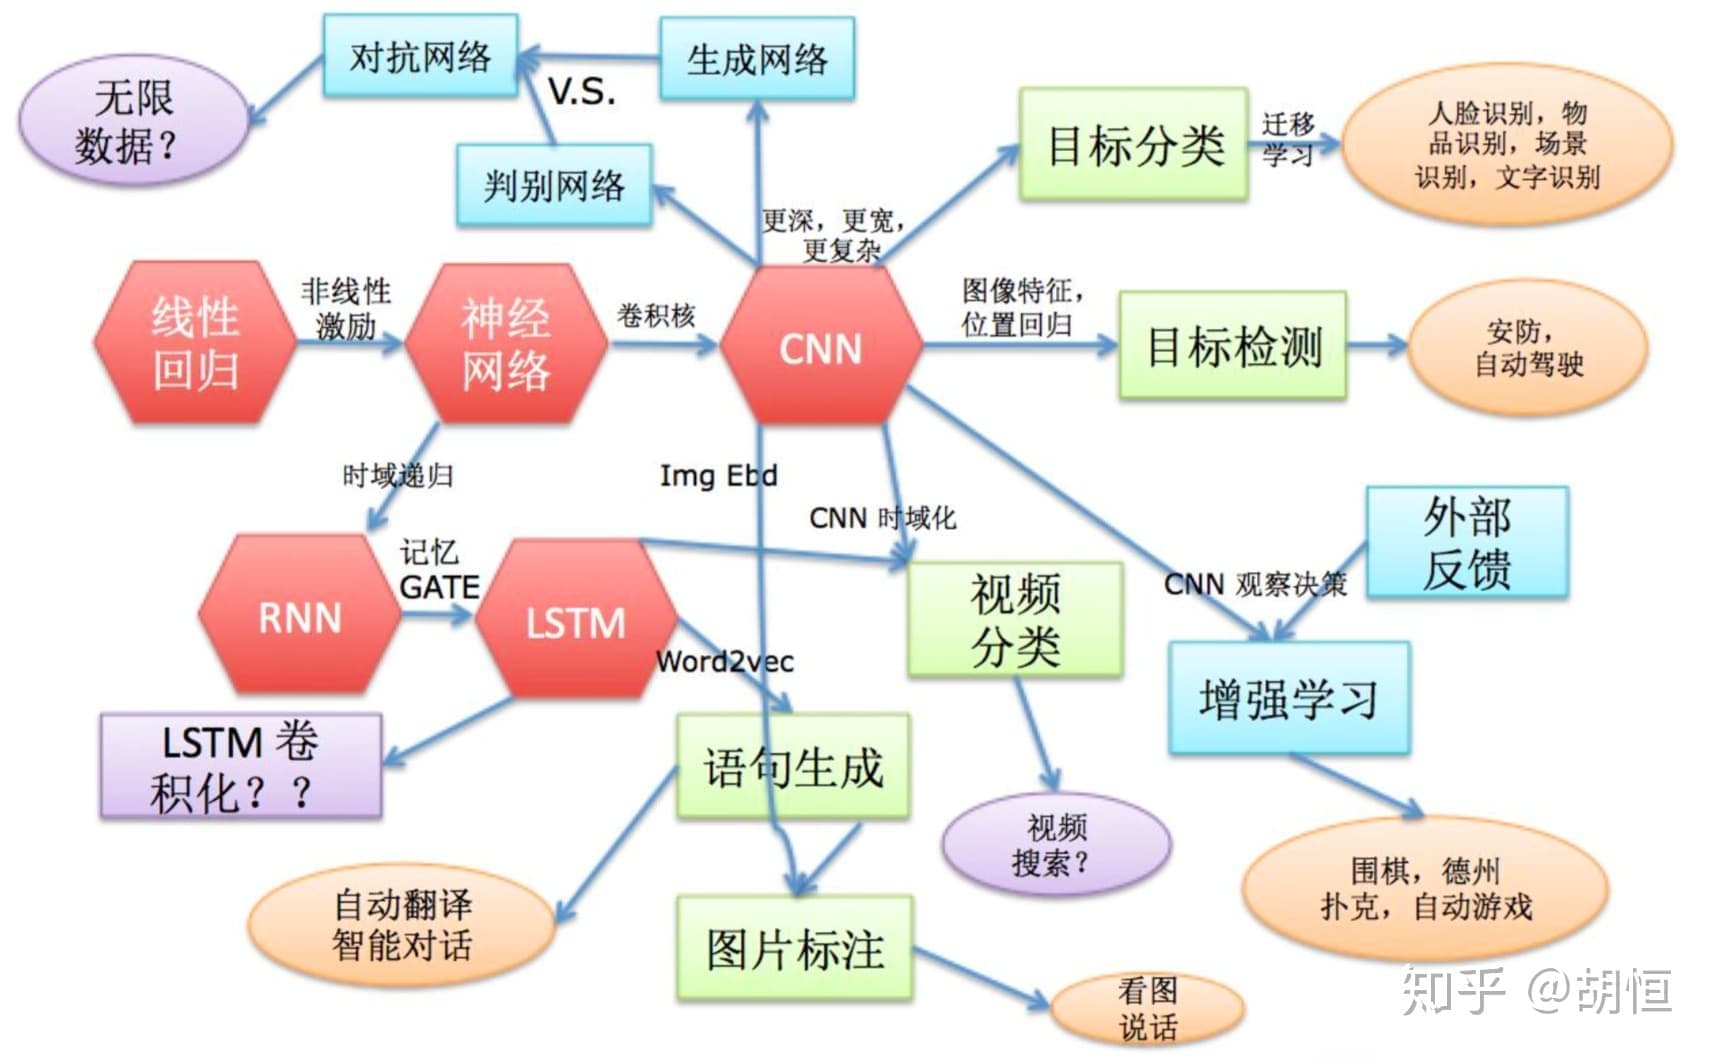 对抗网络
生成网络
V.S.
无限
数据？
判别网络
目标分类
迁移
学习
人脸识别，物
品识别，场景
识别，文字识别
更深，更宽，
更复杂
线性
回归
非线性
激励
神经
网络
卷积核
CNN
图像特征，
位置回归
目标检测
安防，
自动驾驶
时域递归
Img Ebd
CNN 时域化
RNN
记忆
GATE
LSTM
Word2vec
视频
分类
CNN 观察决策
外部
反馈
增强学习
LSTM 卷
积化？？
语句生成
视频
搜索？
围棋，德州
扑克，自动游戏
自动翻译
智能对话
图片标注
看图
说话
知乎 @胡恒